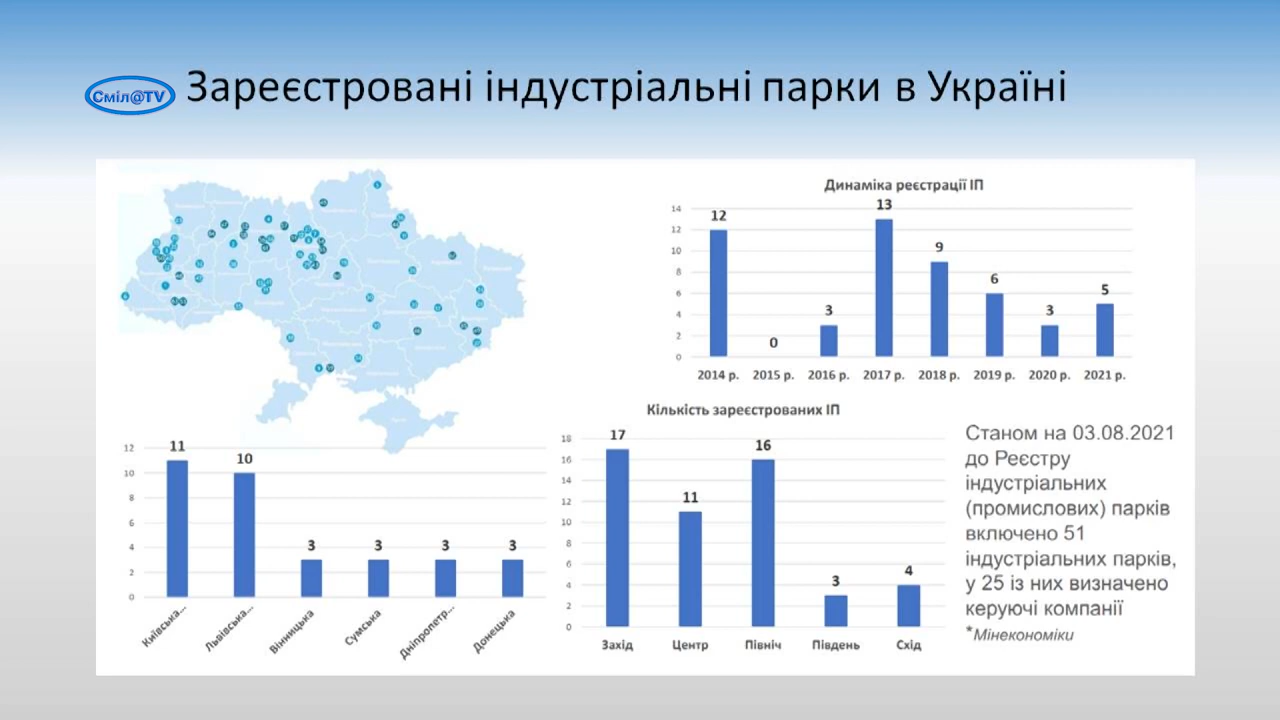 Сміл@TV
Зареєстровані індустріальні парки в Україні
Динаміка реєстрації ІП
14
12
10
8
6
4
2
0
12
0
3
13
9
6
3
5
2014 р. 2015 р. 2016 р. 2017 р. 2018 р. 2019 р. 2020 р. 2021 р.
12
10
8
6
4
2
0
11
10
3
3
3
3
Київська...
Львівська...
Вінницька
Сумська
Дніпропетр...
Донецька
Кількість зареєстрованих ІП
18
16
14
12
10
8
6
4
2
0
17
11
16
3
4
Захід Центр Північ Південь Схід
Станом на 03.08.2021
до Реєстру
індустріальних
(промислових) парків
включено 51
індустріальних парків,
у 25 із них визначено
керуючі компанії
*Мінекономіки